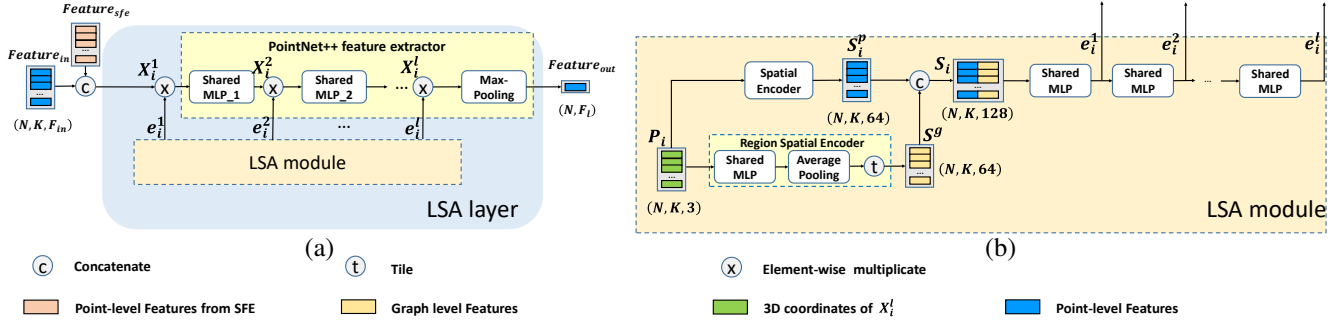 Feature_sfe
Feature_in
...
...
(N, K, F_in)
C
X_i^1
X
PointNet++ feature extractor
Shared
MLP_1
X_i^2
X
Shared
MLP_2
...
X_i^l
X
Max-
Pooling
Feature_out
(N, F_l)
e_i^1
e_i^2
...
e_i^l
LSA module
LSA layer
(a)
e_i^1
e_i^2
e_i^l
Spatial
Encoder
S_i^p
...
(N, K, 64)
C
S_i
...
(N, K, 128)
Shared
MLP
Shared
MLP
...
Shared
MLP
P_i
...
(N, K, 3)
Region Spatial Encoder
Shared
MLP
Average
Pooling
t
S^g
...
(N, K, 64)
LSA module
(b)
C Concatenate
t Tile
X Element-wise multiplicate
Point-level Features from SFE
Graph level Features
3D coordinates of X_i^l
Point-level Features